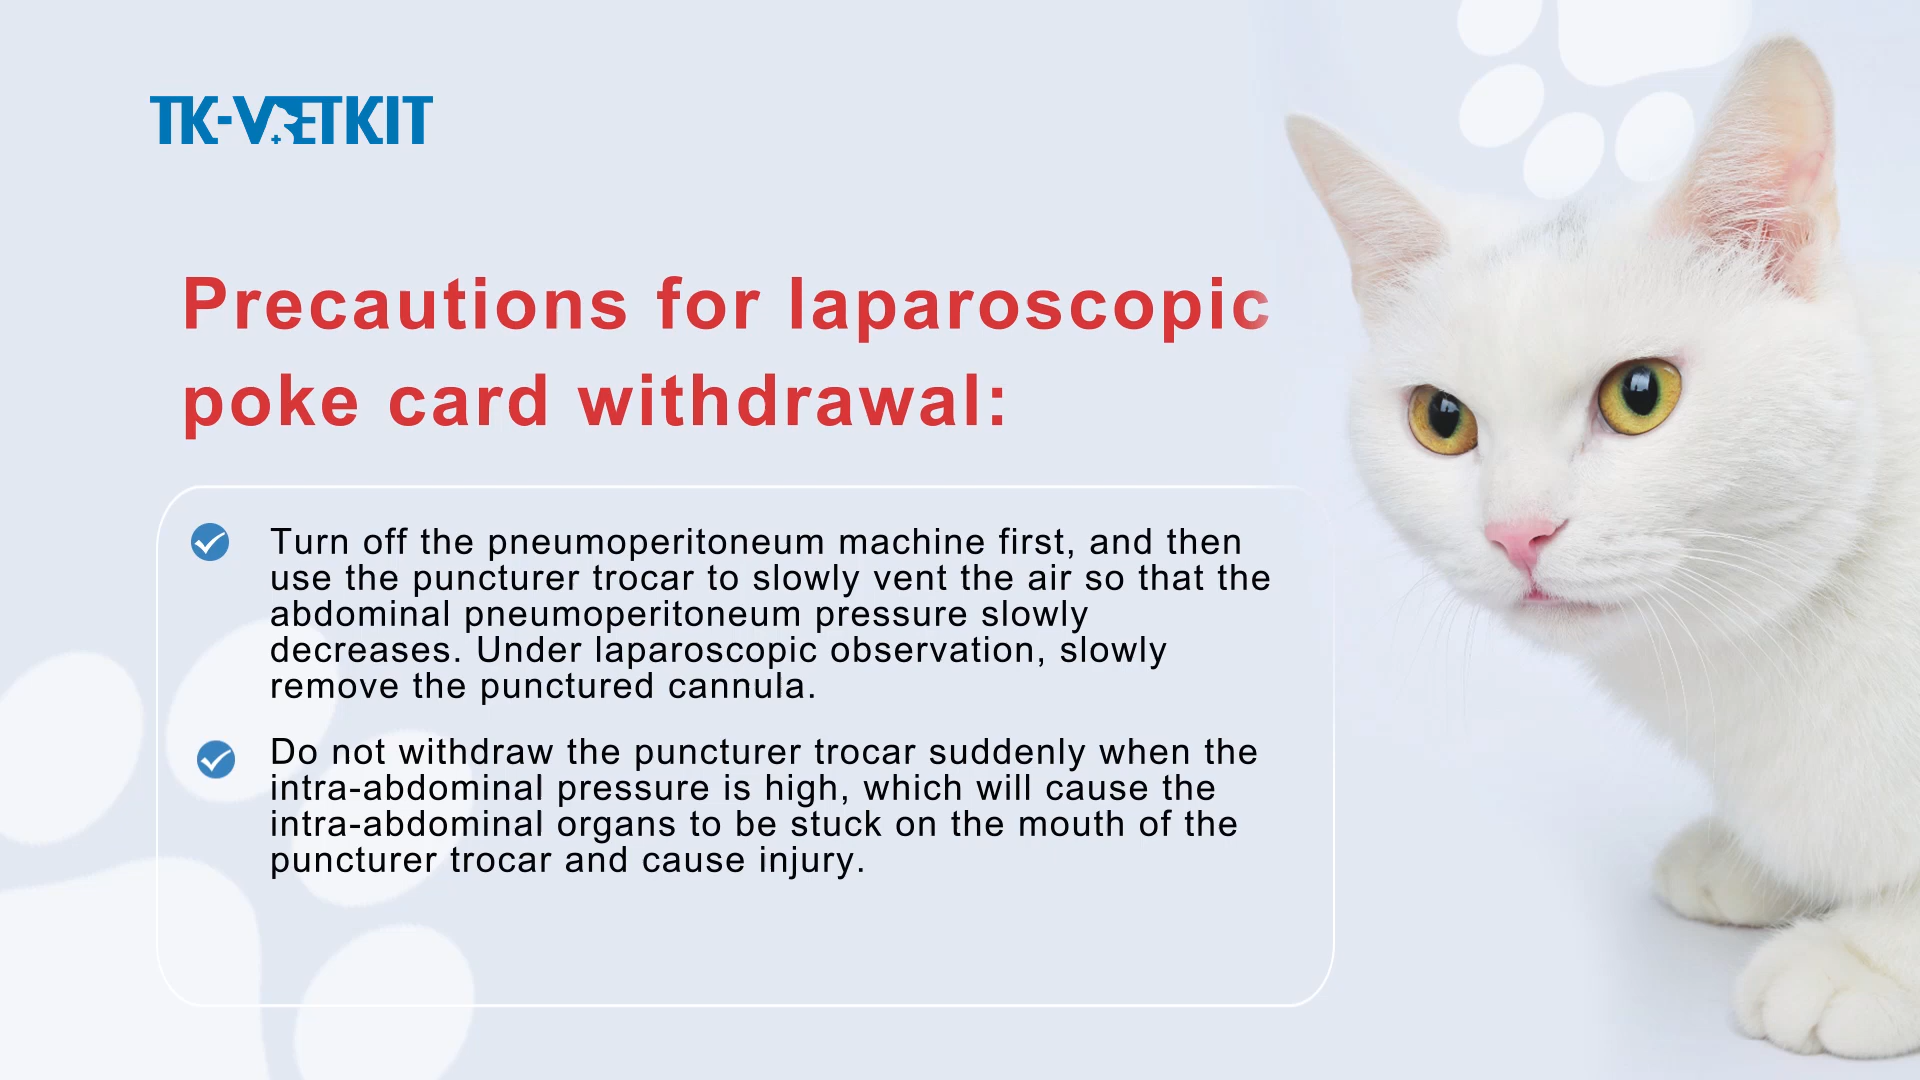 TK-VETKIT
Precautions for laparoscopic
poke card withdrawal:
Turn off the pneumoperitoneum machine first, and then
use the puncturer trocar to slowly vent the air so that the
abdominal pneumoperitoneum pressure slowly
decreases. Under laparoscopic observation, slowly
remove the punctured cannula.
Do not withdraw the puncturer trocar suddenly when the
intra-abdominal pressure is high, which will cause the
intra-abdominal organs to be stuck on the mouth of the
puncturer trocar and cause injury.